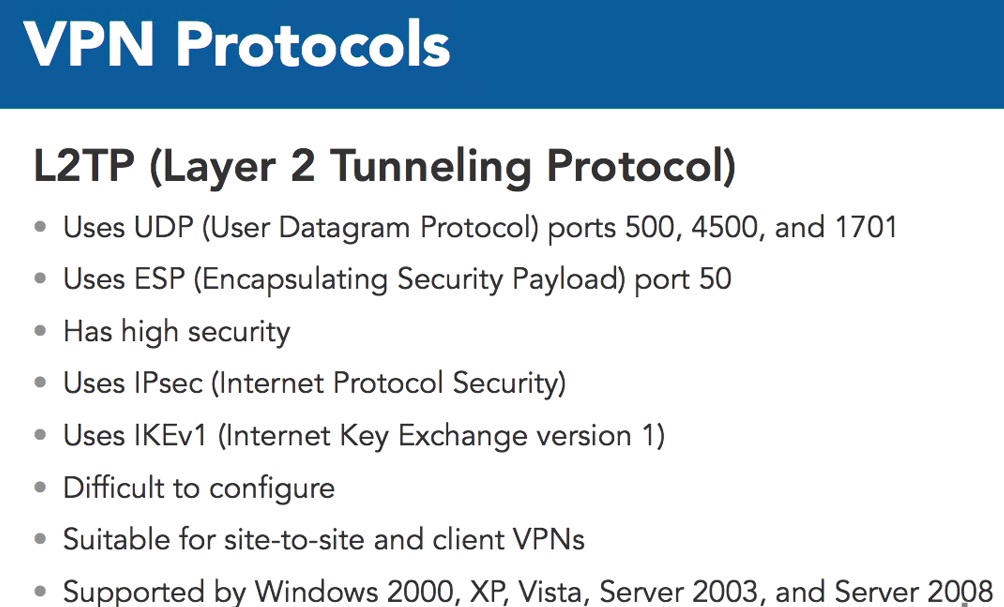 VPN Protocols
L2TP (Layer 2 Tunneling Protocol)
• Uses UDP (User Datagram Protocol) ports 500, 4500, and 1701
• Uses ESP (Encapsulating Security Payload) port 50
• Has high security
• Uses IPsec (Internet Protocol Security)
• Uses IKEv1 (Internet Key Exchange version 1)
• Difficult to configure
• Suitable for site-to-site and client VPNs
• Supported by Windows 2000, XP, Vista, Server 2003, and Server 2008